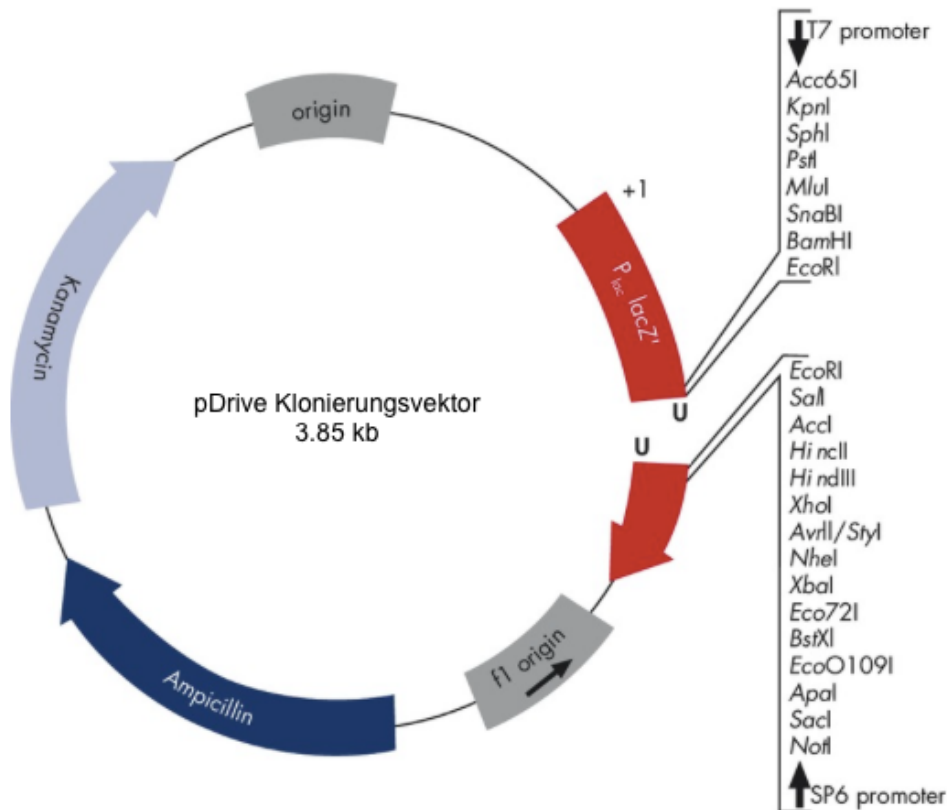 origin
+1
P lac lacZ'
Kanamycin
pDrive Klonierungsvektor
3.85 kb
U
U
f1 origin
Ampicillin
T7 promoter
Acc65I
KpnI
SphI
PstI
MluI
SnaBI
BamHI
EcoRI
EcoRI
SalI
AccI
HincII
HindIII
XhoI
AvrII/StyI
NheI
XbaI
Eco72I
BstXI
EcoO109I
ApaI
SacI
NotI
SP6 promoter